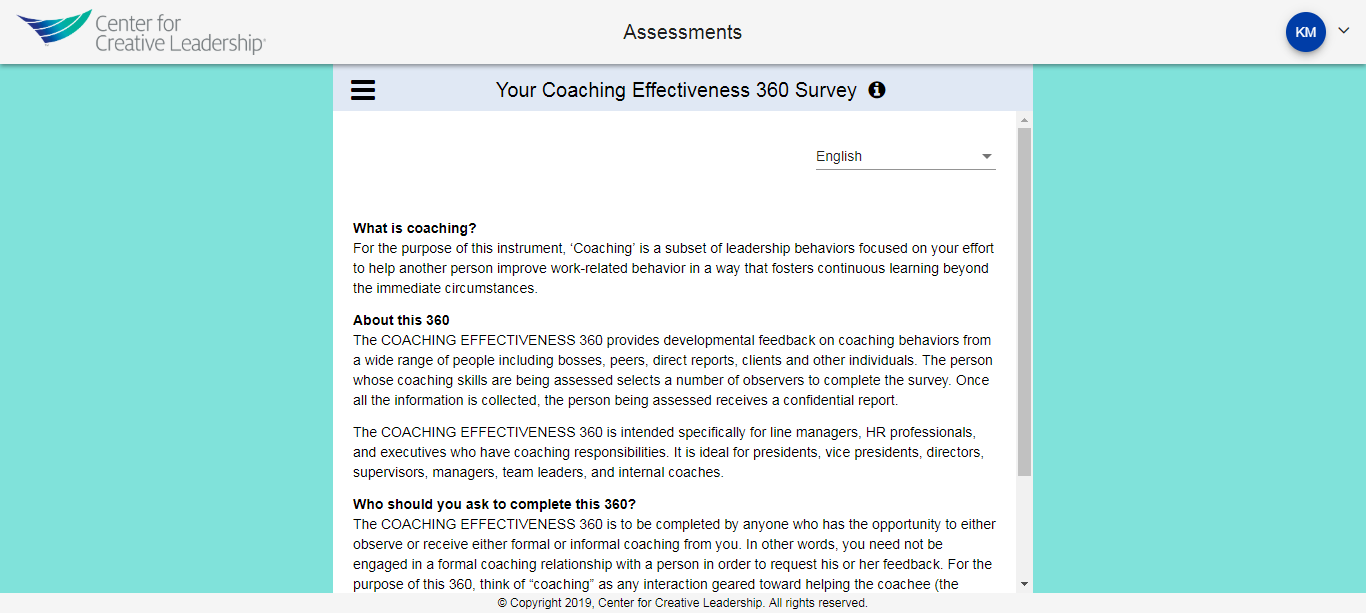 Center for
Creative Leadership®
Assessments
KM
Your Coaching Effectiveness 360 Survey
English
What is coaching?
For the purpose of this instrument, ‘Coaching’ is a subset of leadership behaviors focused on your effort
to help another person improve work-related behavior in a way that fosters continuous learning beyond
the immediate circumstances.
About this 360
The COACHING EFFECTIVENESS 360 provides developmental feedback on coaching behaviors from
a wide range of people including bosses, peers, direct reports, clients and other individuals. The person
whose coaching skills are being assessed selects a number of observers to complete the survey. Once
all the information is collected, the person being assessed receives a confidential report.
The COACHING EFFECTIVENESS 360 is intended specifically for line managers, HR professionals,
and executives who have coaching responsibilities. It is ideal for presidents, vice presidents, directors,
supervisors, managers, team leaders, and internal coaches.
Who should you ask to complete this 360?
The COACHING EFFECTIVENESS 360 is to be completed by anyone who has the opportunity to either
observe or receive either formal or informal coaching from you. In other words, you need not be
engaged in a formal coaching relationship with a person in order to request his or her feedback. For the
purpose of this 360, think of “coaching” as any interaction geared toward helping the coachee (the
© Copyright 2019, Center for Creative Leadership. All rights reserved.